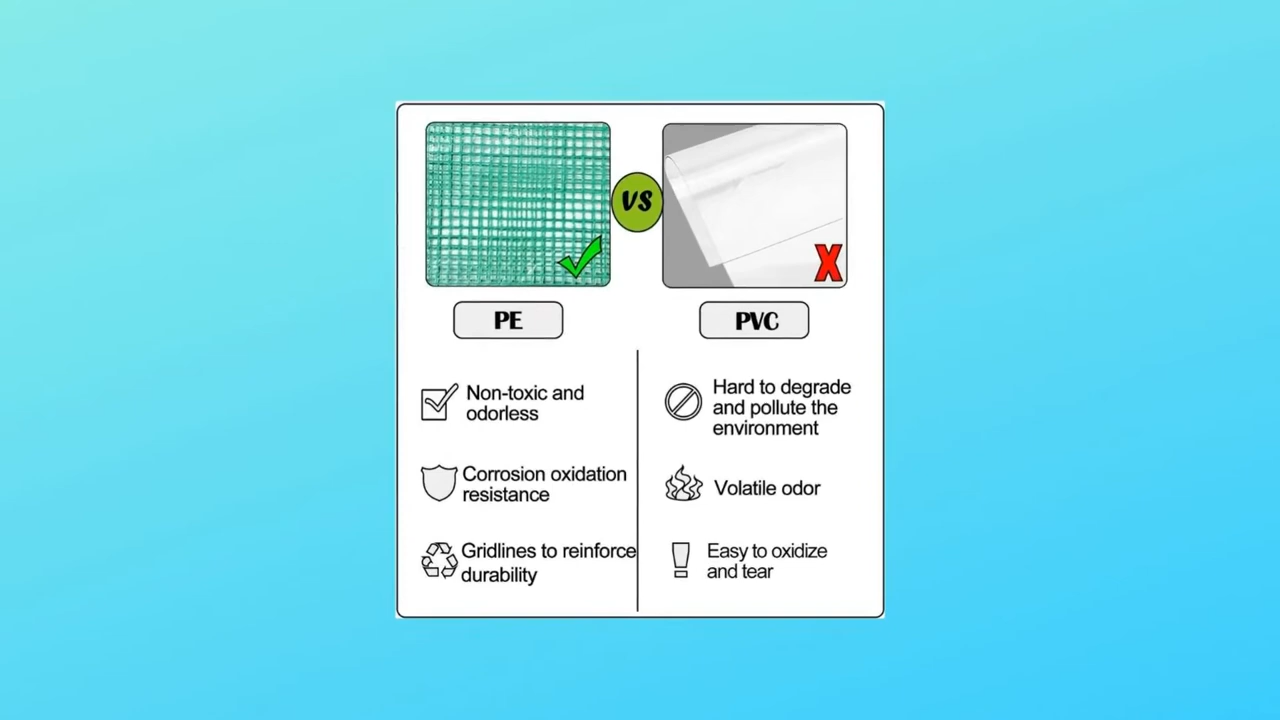 VS
PE
PVC
Non-toxic and
odorless
Corrosion oxidation
resistance
Gridlines to reinforce
durability
Hard to degrade
and pollute the
environment
Volatile odor
Easy to oxidize
and tear